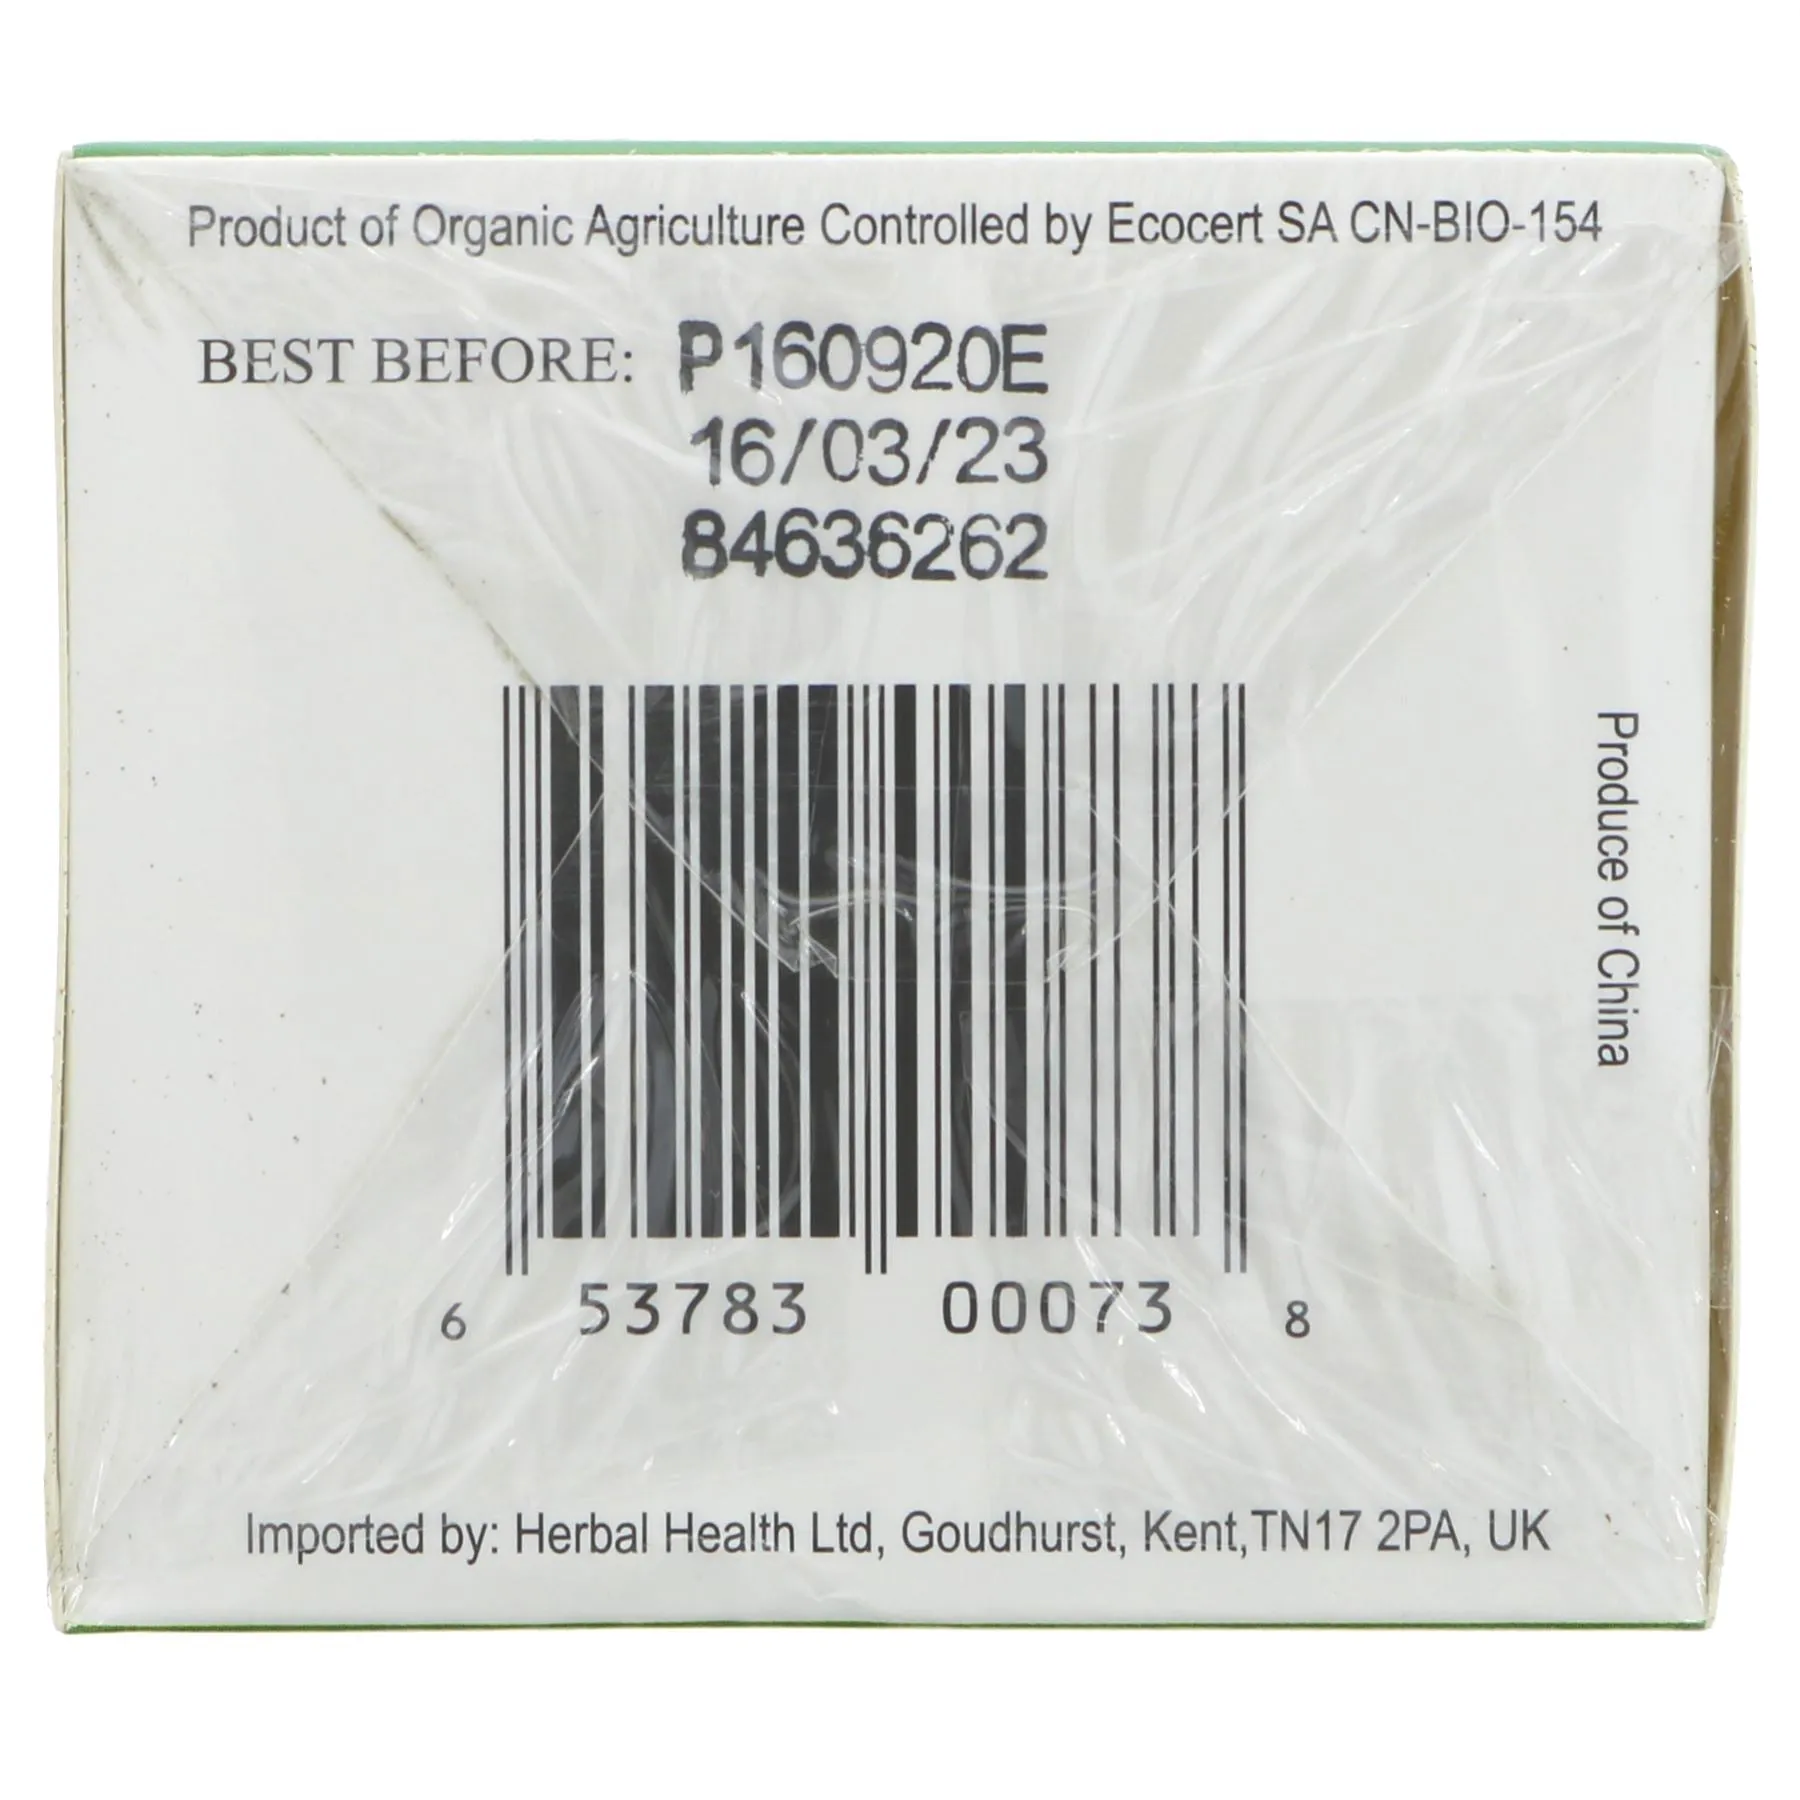 Product of Organic Agriculture Controlled by Ecocert SA CN-BIO-154
BEST BEFORE: P160920E
16/03/23
84636262
Produce of China
6 53783 00073 8
Imported by: Herbal Health Ltd, Goudhurst, Kent,TN17 2PA, UK